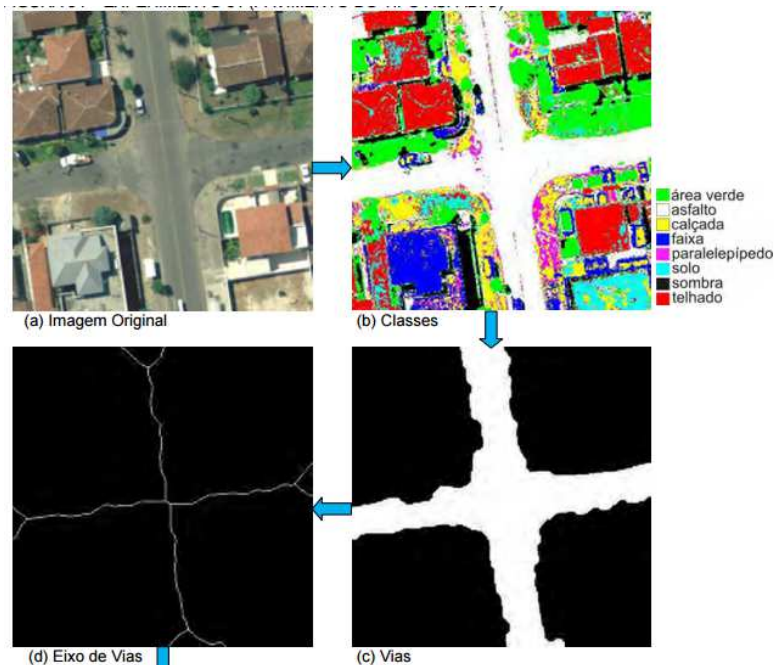 (a) Imagem Original
(b) Classes
área verde
asfalto
calçada
faixa
paralelepípedo
solo
sombra
telhado
(d) Eixo de Vias
(c) Vias